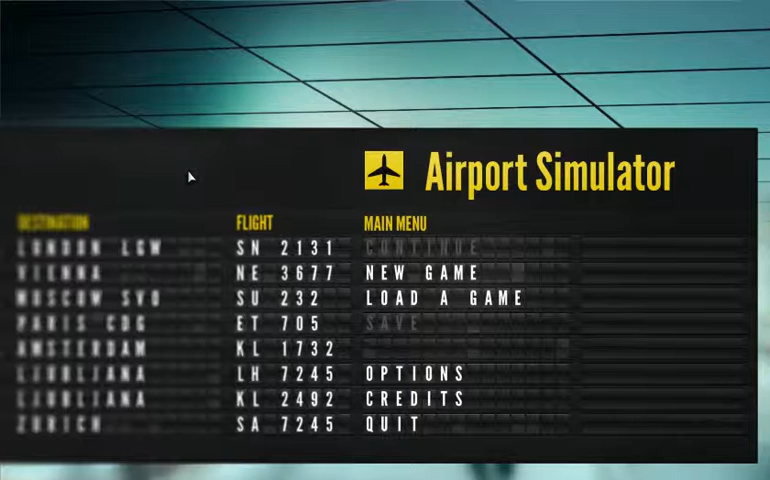 Airport Simulator
DESTINATION FLIGHT MAIN MENU
LONDON LGW SN 2131 CONTINUE
VIENNA NE 3677 NEW GAME
MOSCOW SVO SU 232 LOAD A GAME
PARIS CDG ET 705 SAVE
AMSTERDAM KL 1732
LJUBLJANA LH 7245 OPTIONS
LJUBLJANA KL 2492 CREDITS
ZURICH SA 7245 QUIT